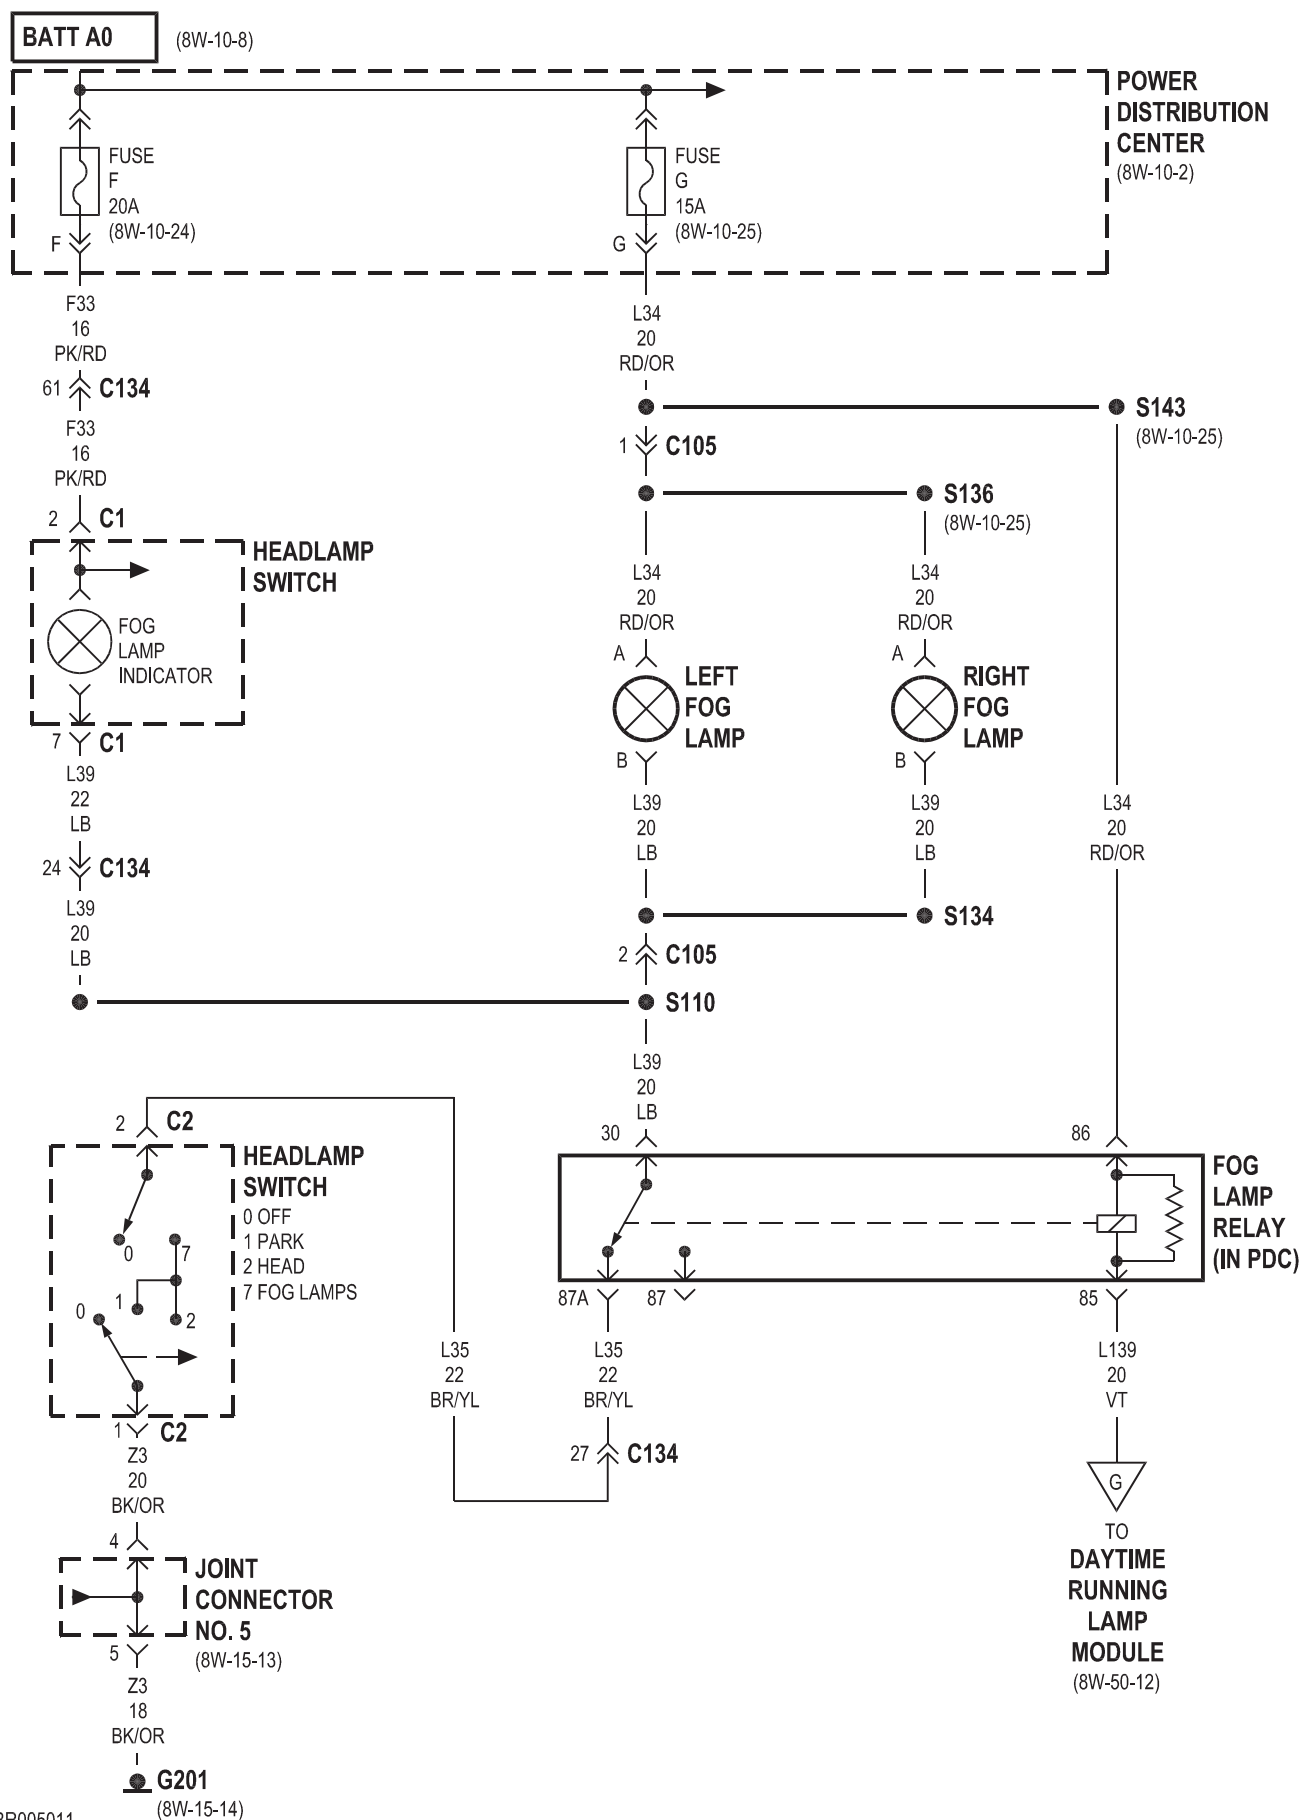 BATT A0
(8W-10-8)
POWER
DISTRIBUTION
CENTER
(8W-10-2)
FUSE
F
20A
(8W-10-24)
F
FUSE
G
15A
(8W-10-25)
G
F33
16
PK/RD
61
C134
F33
16
PK/RD
2
C1
HEADLAMP
SWITCH
FOG
LAMP
INDICATOR
7
C1
L39
22
LB
24
C134
L39
20
LB
L34
20
RD/OR
S143
(8W-10-25)
1
C105
S136
(8W-10-25)
L34
20
RD/OR
A
LEFT
FOG
LAMP
B
L39
20
LB
L34
20
RD/OR
A
RIGHT
FOG
LAMP
B
L39
20
LB
L34
20
RD/OR
S134
2
C105
S110
L39
20
LB
30
86
FOG
LAMP
RELAY
(IN PDC)
87A
87
85
2
C2
HEADLAMP
SWITCH
0 OFF
1 PARK
2 HEAD
7 FOG LAMPS
0
7
1
0
2
1
C2
L35
22
BR/YL
L35
22
BR/YL
27
C134
L139
20
VT
G
TO
DAYTIME
RUNNING
LAMP
MODULE
(8W-50-12)
Z3
20
BK/OR
4
JOINT
CONNECTOR
NO. 5
(8W-15-13)
5
Z3
18
BK/OR
G201
(8W-15-14)